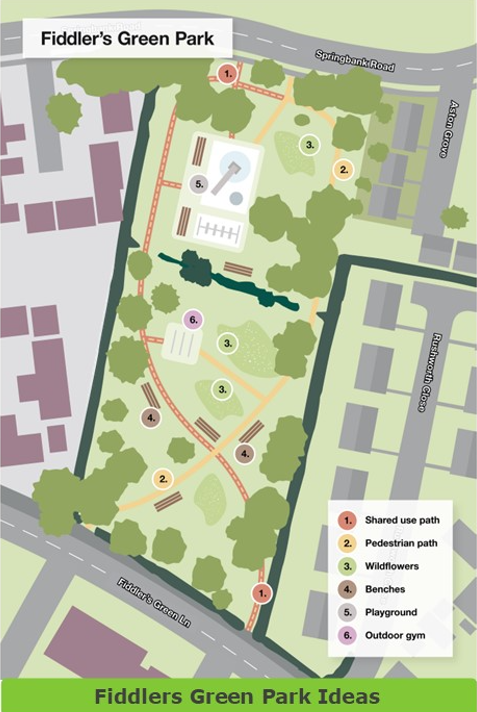 Fiddler's Green Park
Springbank Road
Aston Grove
1.
3.
2.
5.
6.
3.
3.
4.
4.
2.
Rushworth Close
1.
Fiddler's Green Ln
1. Shared use path
2. Pedestrian path
3. Wildflowers
4. Benches
5. Playground
6. Outdoor gym
Fiddlers Green Park Ideas